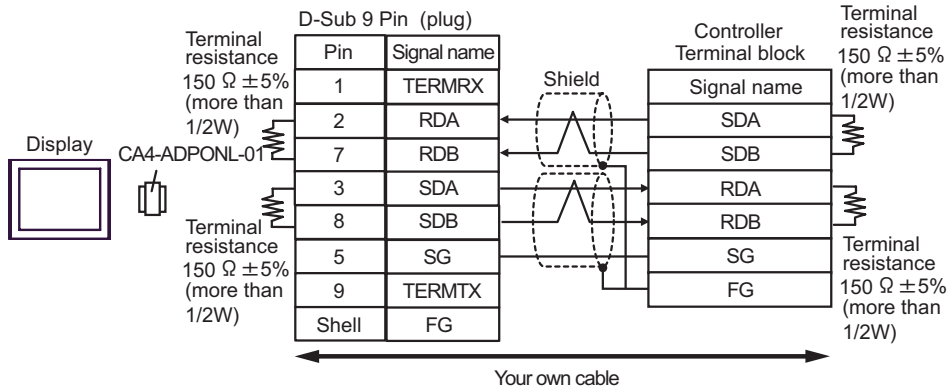 D-Sub 9 Pin (plug)
Pin Signal name
1 TERMRX
2 RDA
7 RDB
3 SDA
8 SDB
5 SG
9 TERMTX
Shell FG
Terminal
resistance
150 Ω ±5%
(more than
1/2W)
Display
CA4-ADPONL-01
Terminal
resistance
150 Ω ±5%
(more than
1/2W)
Shield
Controller
Terminal block
Signal name
SDA
SDB
RDA
RDB
SG
FG
Terminal
resistance
150 Ω ±5%
(more than
1/2W)
Terminal
resistance
150 Ω ±5%
(more than
1/2W)
Your own cable